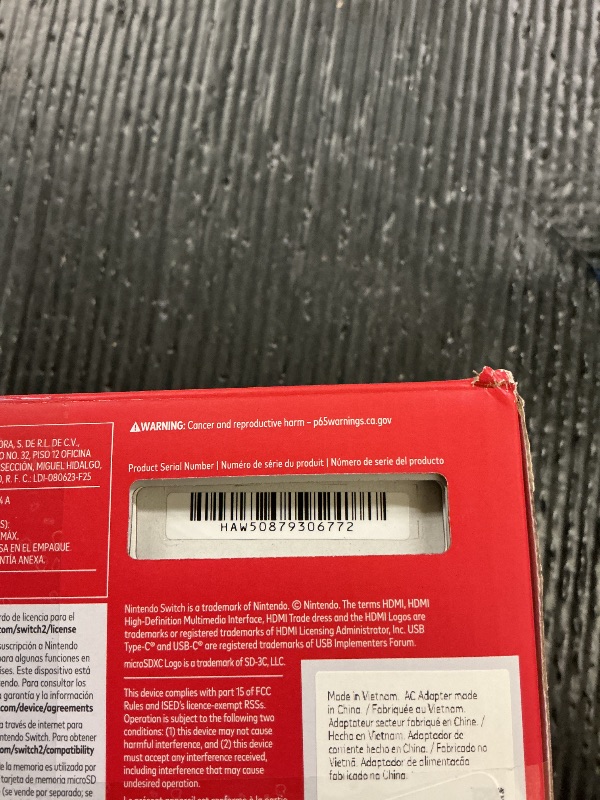 ⚠WARNING: Cancer and reproductive harm – p65warnings.ca.gov
Product Serial Number | Numéro de série du produit | Número de serie del producto
HAW50879306772
Nintendo Switch is a trademark of Nintendo. © Nintendo. The terms HDMI, HDMI
High-Definition Multimedia Interface, HDMI Trade dress and the HDMI Logos are
trademarks or registered trademarks of HDMI Licensing Administrator, Inc. USB
Type-C® and USB-C® are registered trademarks of USB Implementers Forum.
microSDXC Logo is a trademark of SD-3C, LLC.
This device complies with part 15 of FCC
Rules and ISED's licence-exempt RSSs.
Operation is subject to the following two
conditions: (1) this device may not cause
harmful interference, and (2) this device
must accept any interference received,
including interference that may cause
undesired operation.
Made in Vietnam. AC Adapter made
in China. / Fabriquée au Vietnam.
Adaptateur secteur fabriqué en Chine. /
Hecho en Vietnam. Adaptador de
corriente hecho en China. / Fabricado no
Vietnã. Adaptador de alimentação
fabricado na China.
ORA, S. DE R.L. DE C.V.,
O NO. 32, PISO 12 OFICINA
SECCIÓN, MIGUEL HIDALGO,
, R. F. C.: LDI-080623-F25
A
S):
MÁX.
SA EN EL EMPAQUE.
NTÍA ANEXA.
rdo de licencia para el
com/switch2/license
suscripción a Nintendo
para algunas funciones en
íses. Este dispositivo está
tendo. Para consultar los
a garantía y la información
com/device/agreements
a través de internet para
ntendo Switch. Para obtener
om/switch2/compatibility
e la memoria es utilizado por
tarjeta de memoria microSD
(se vende por separado; se